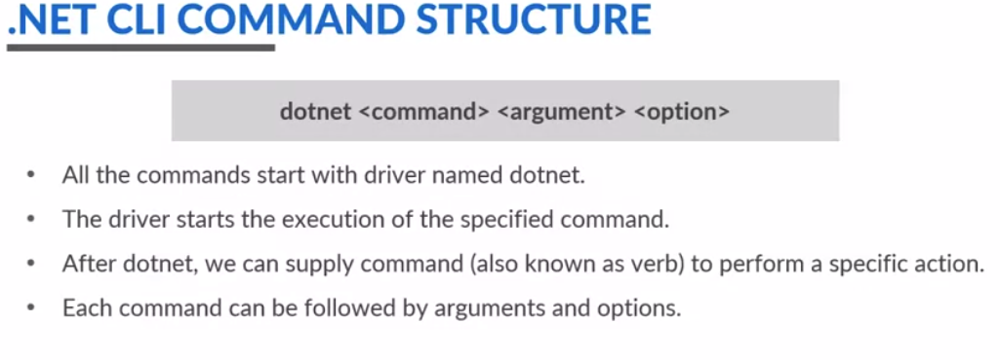 .NET CLI COMMAND STRUCTURE
dotnet <command> <argument> <option>
• All the commands start with driver named dotnet.
• The driver starts the execution of the specified command.
• After dotnet, we can supply command (also known as verb) to perform a specific action.
• Each command can be followed by arguments and options.